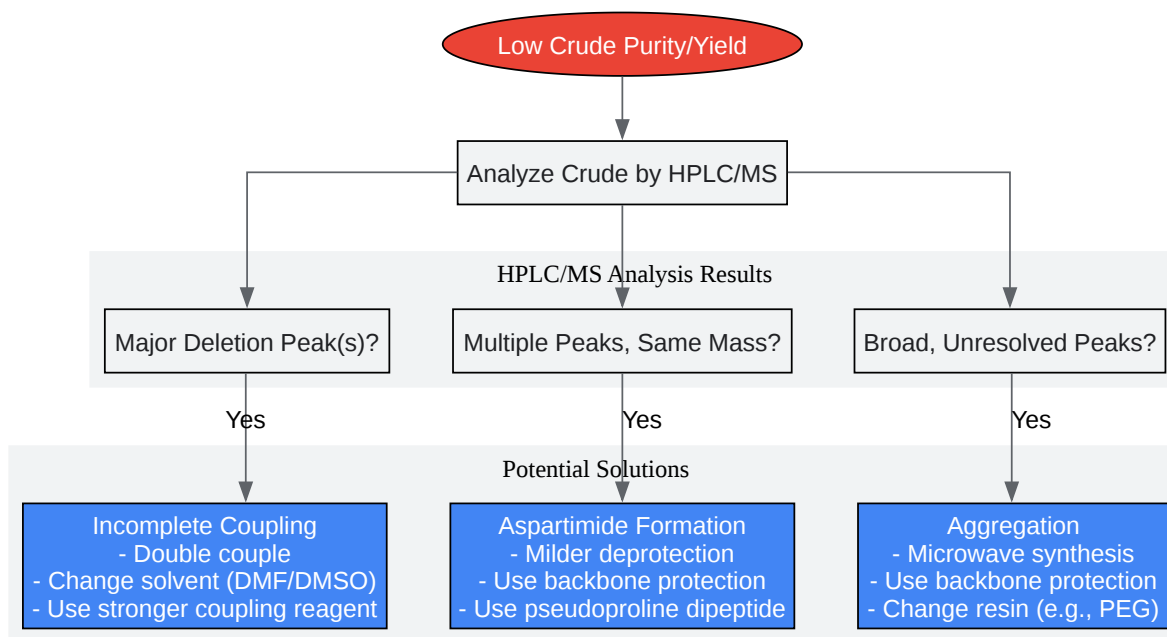 Low Crude Purity/Yield
Analyze Crude by HPLC/MS
HPLC/MS Analysis Results
Major Deletion Peak(s)?
Multiple Peaks, Same Mass?
Broad, Unresolved Peaks?
Yes
Yes
Yes
Potential Solutions
Incomplete Coupling
- Double couple
- Change solvent (DMF/DMSO)
- Use stronger coupling reagent
Aspartimide Formation
- Milder deprotection
- Use backbone protection
- Use pseudoproline dipeptide
Aggregation
- Microwave synthesis
- Use backbone protection
- Change resin (e.g., PEG)